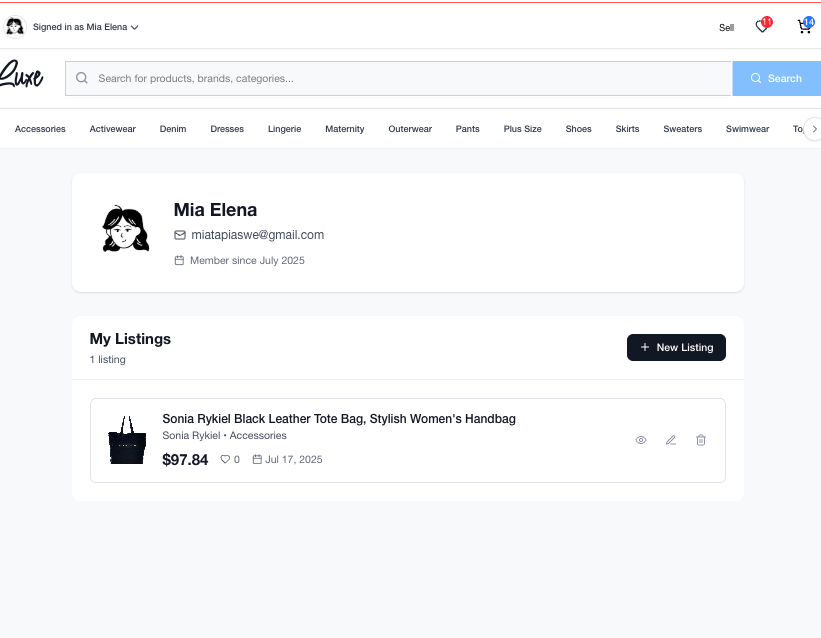 Signed in as Mia Elena
Sell
11
14
Luxe
Search for products, brands, categories...
Search
Accessories
Activewear
Denim
Dresses
Lingerie
Maternity
Outerwear
Pants
Plus Size
Shoes
Skirts
Sweaters
Swimwear
To
Mia Elena
miatapiaswe@gmail.com
Member since July 2025
My Listings
1 listing
New Listing
Sonia Rykiel Black Leather Tote Bag, Stylish Women's Handbag
Sonia Rykiel • Accessories
$97.84
0
Jul 17, 2025